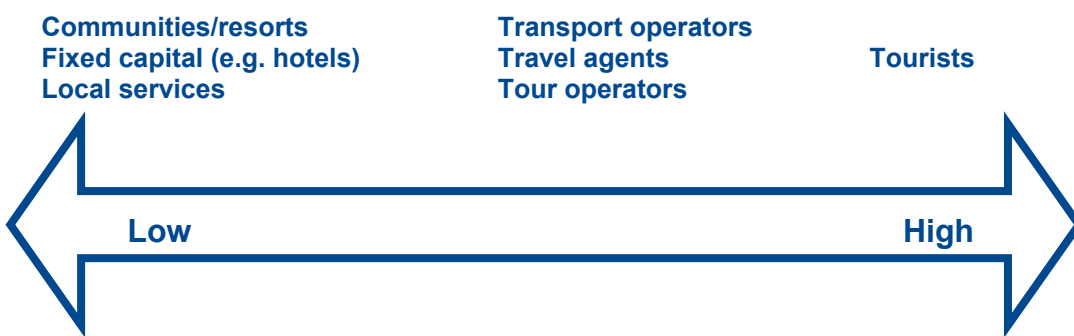 Communities/resorts
Fixed capital (e.g. hotels)
Local services
Transport operators
Travel agents
Tour operators
Tourists
Low
High